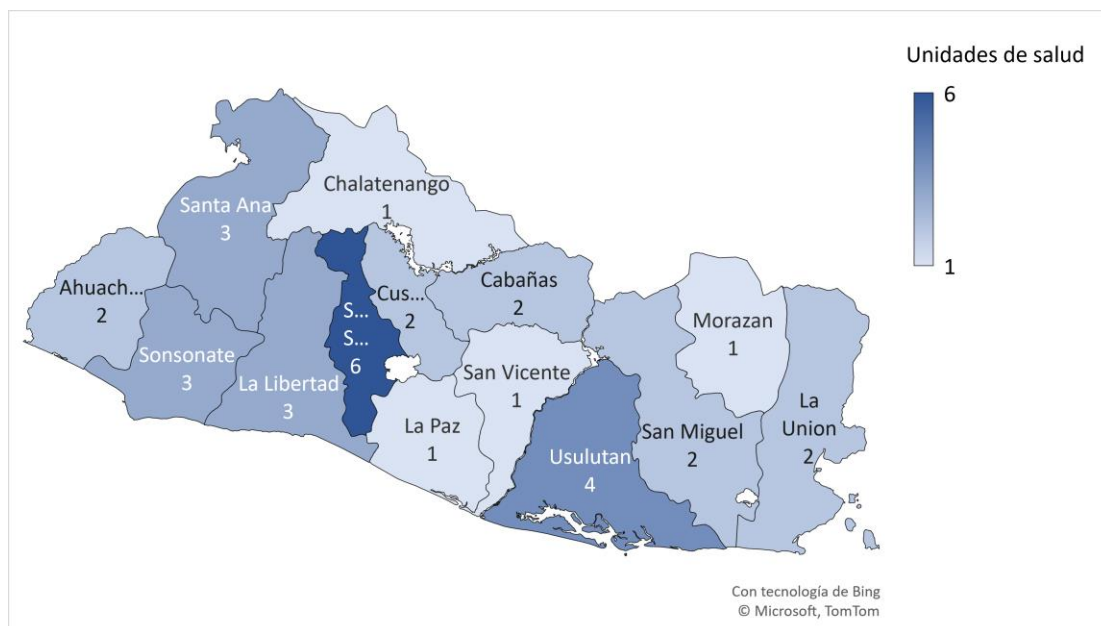 Unidades de salud
6
1
Chalatenango
1
Santa Ana
3
Ahuach...
2
Sonsonate
3
La Libertad
3
S...
S...
6
Cus...
2
Cabañas
2
San Vicente
1
La Paz
1
Usulutan
4
Morazan
1
San Miguel
2
La
Union
2
Con tecnología de Bing
© Microsoft, TomTom